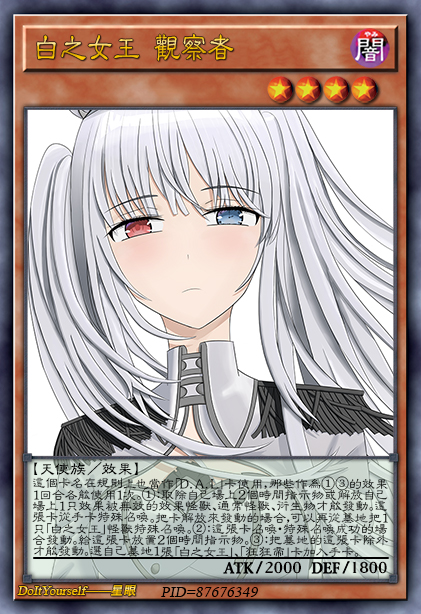 白之女王 觀察者
やみ
闇
【天使族／效果】
這個卡名在規則上也當作「D.A.L」卡使用，那些作為①③的效果
1回合各能使用1次。①：取除自己場上2個時間指示物或解放自己
場上1只效果被無效的效果怪獸、通常怪獸、衍生物才能發動。這
張卡從手卡特殊召喚。把卡解放來發動的場合，可以再從基地把1
只「白之女王」怪獸特殊召喚。②：這張卡召喚·特殊召喚成功的場
合發動。給這張卡放置2個時間指示物。③：把基地的這張卡除外
才能發動。選自己基地1張「白之女王」、「狂狂帝」卡加入手卡。
ATK/2000 DEF/1800
DoItYourself——星眼 PID=87676349